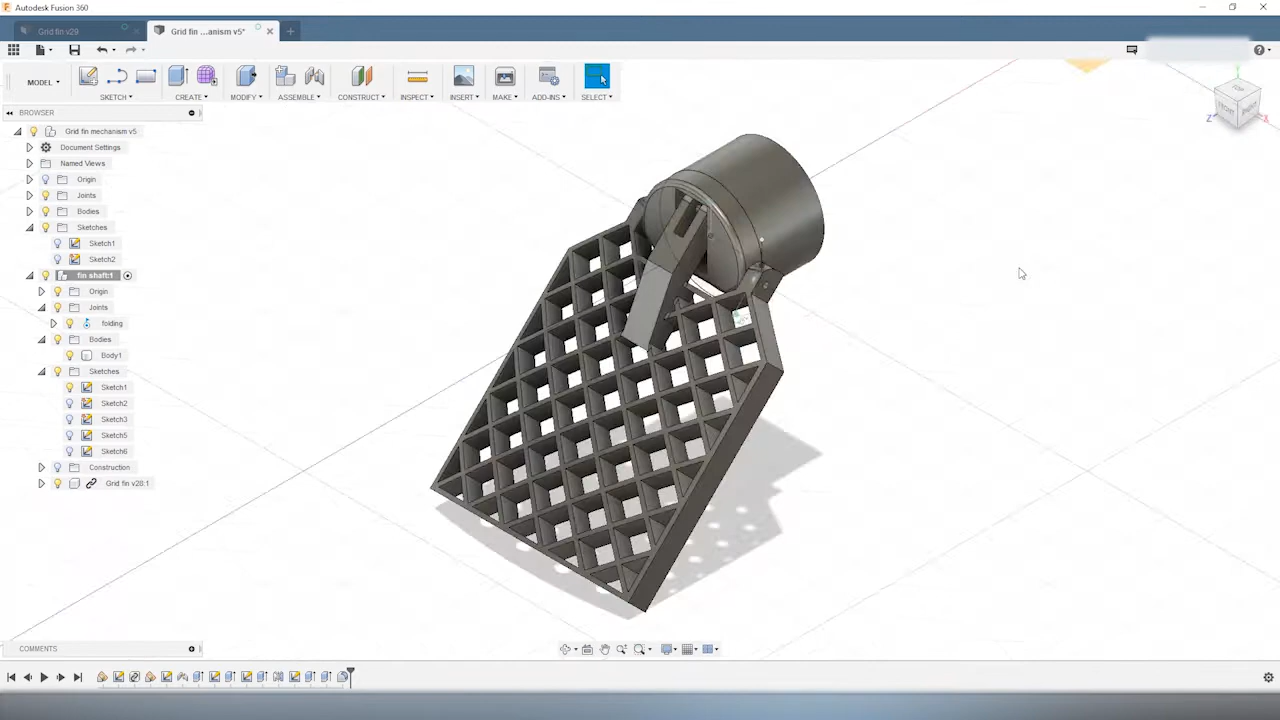 Autodesk Fusion 360
Grid fin v29
Grid fin ...anism v5*
MODEL
SKETCH
CREATE
MODIFY
ASSEMBLE
CONSTRUCT
INSPECT
INSERT
MAKE
ADD-INS
SELECT
BROWSER
Grid fin mechanism v5
Document Settings
Named Views
Origin
Joints
Bodies
Sketches
Sketch1
Sketch2
fin shaft:1
Origin
Joints
folding
Bodies
Body1
Sketches
Sketch1
Sketch2
Sketch3
Sketch5
Sketch6
Construction
Grid fin v28:1
TOP
FRONT
RIGHT
Y
Z
X
COMMENTS